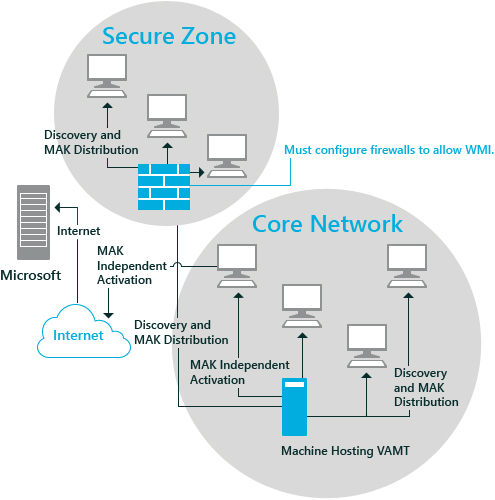 Secure Zone
Discovery and
MAK Distribution
Must configure firewalls to allow WMI.
Core Network
Internet
Microsoft
MAK
Independent
Activation
Internet
Discovery and
MAK Distribution
MAK Independent
Activation
Discovery
and MAK
Distribution
Machine Hosting VAMT